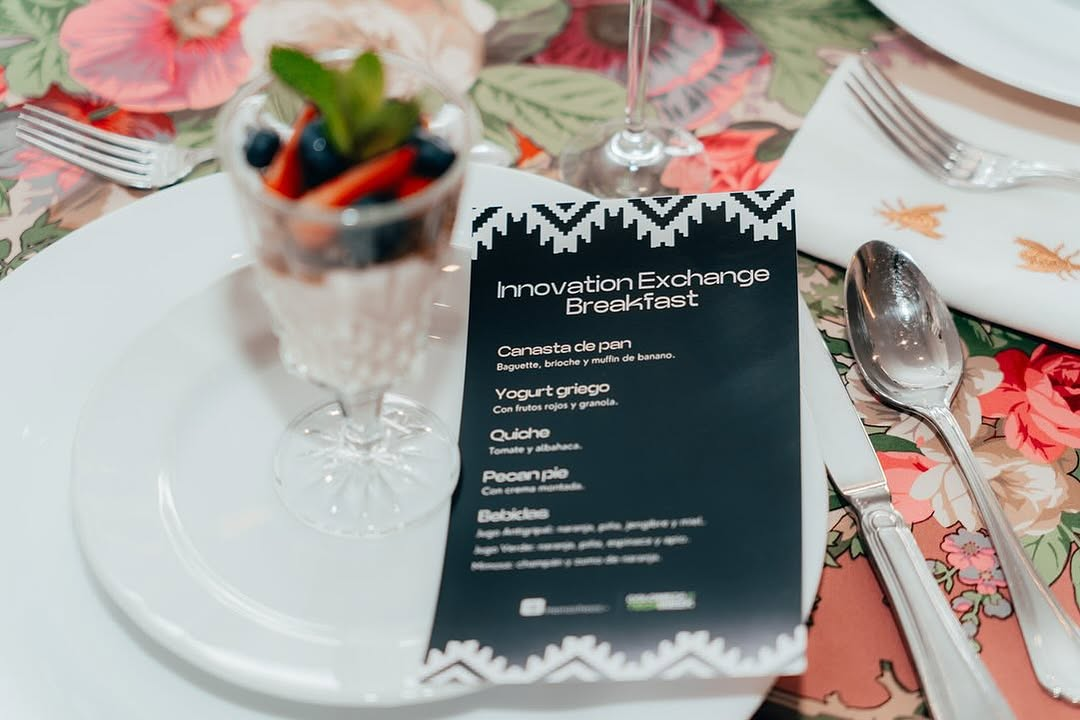 Innovation Exchange
Breakfast
Canasta de pan
Baguette, brioche y muffin de banano.
Yogurt griego
Con frutos rojos y granola.
Quiche
Tomate y albahaca.
Pecan pie
Con crema montada.
Bebidas
Jugo Antigripal: naranja, piña, jengibre y miel.
Jugo Verde: naranja, piña, espinaca y apio.
Mimosa: champan y zumo de naranja.